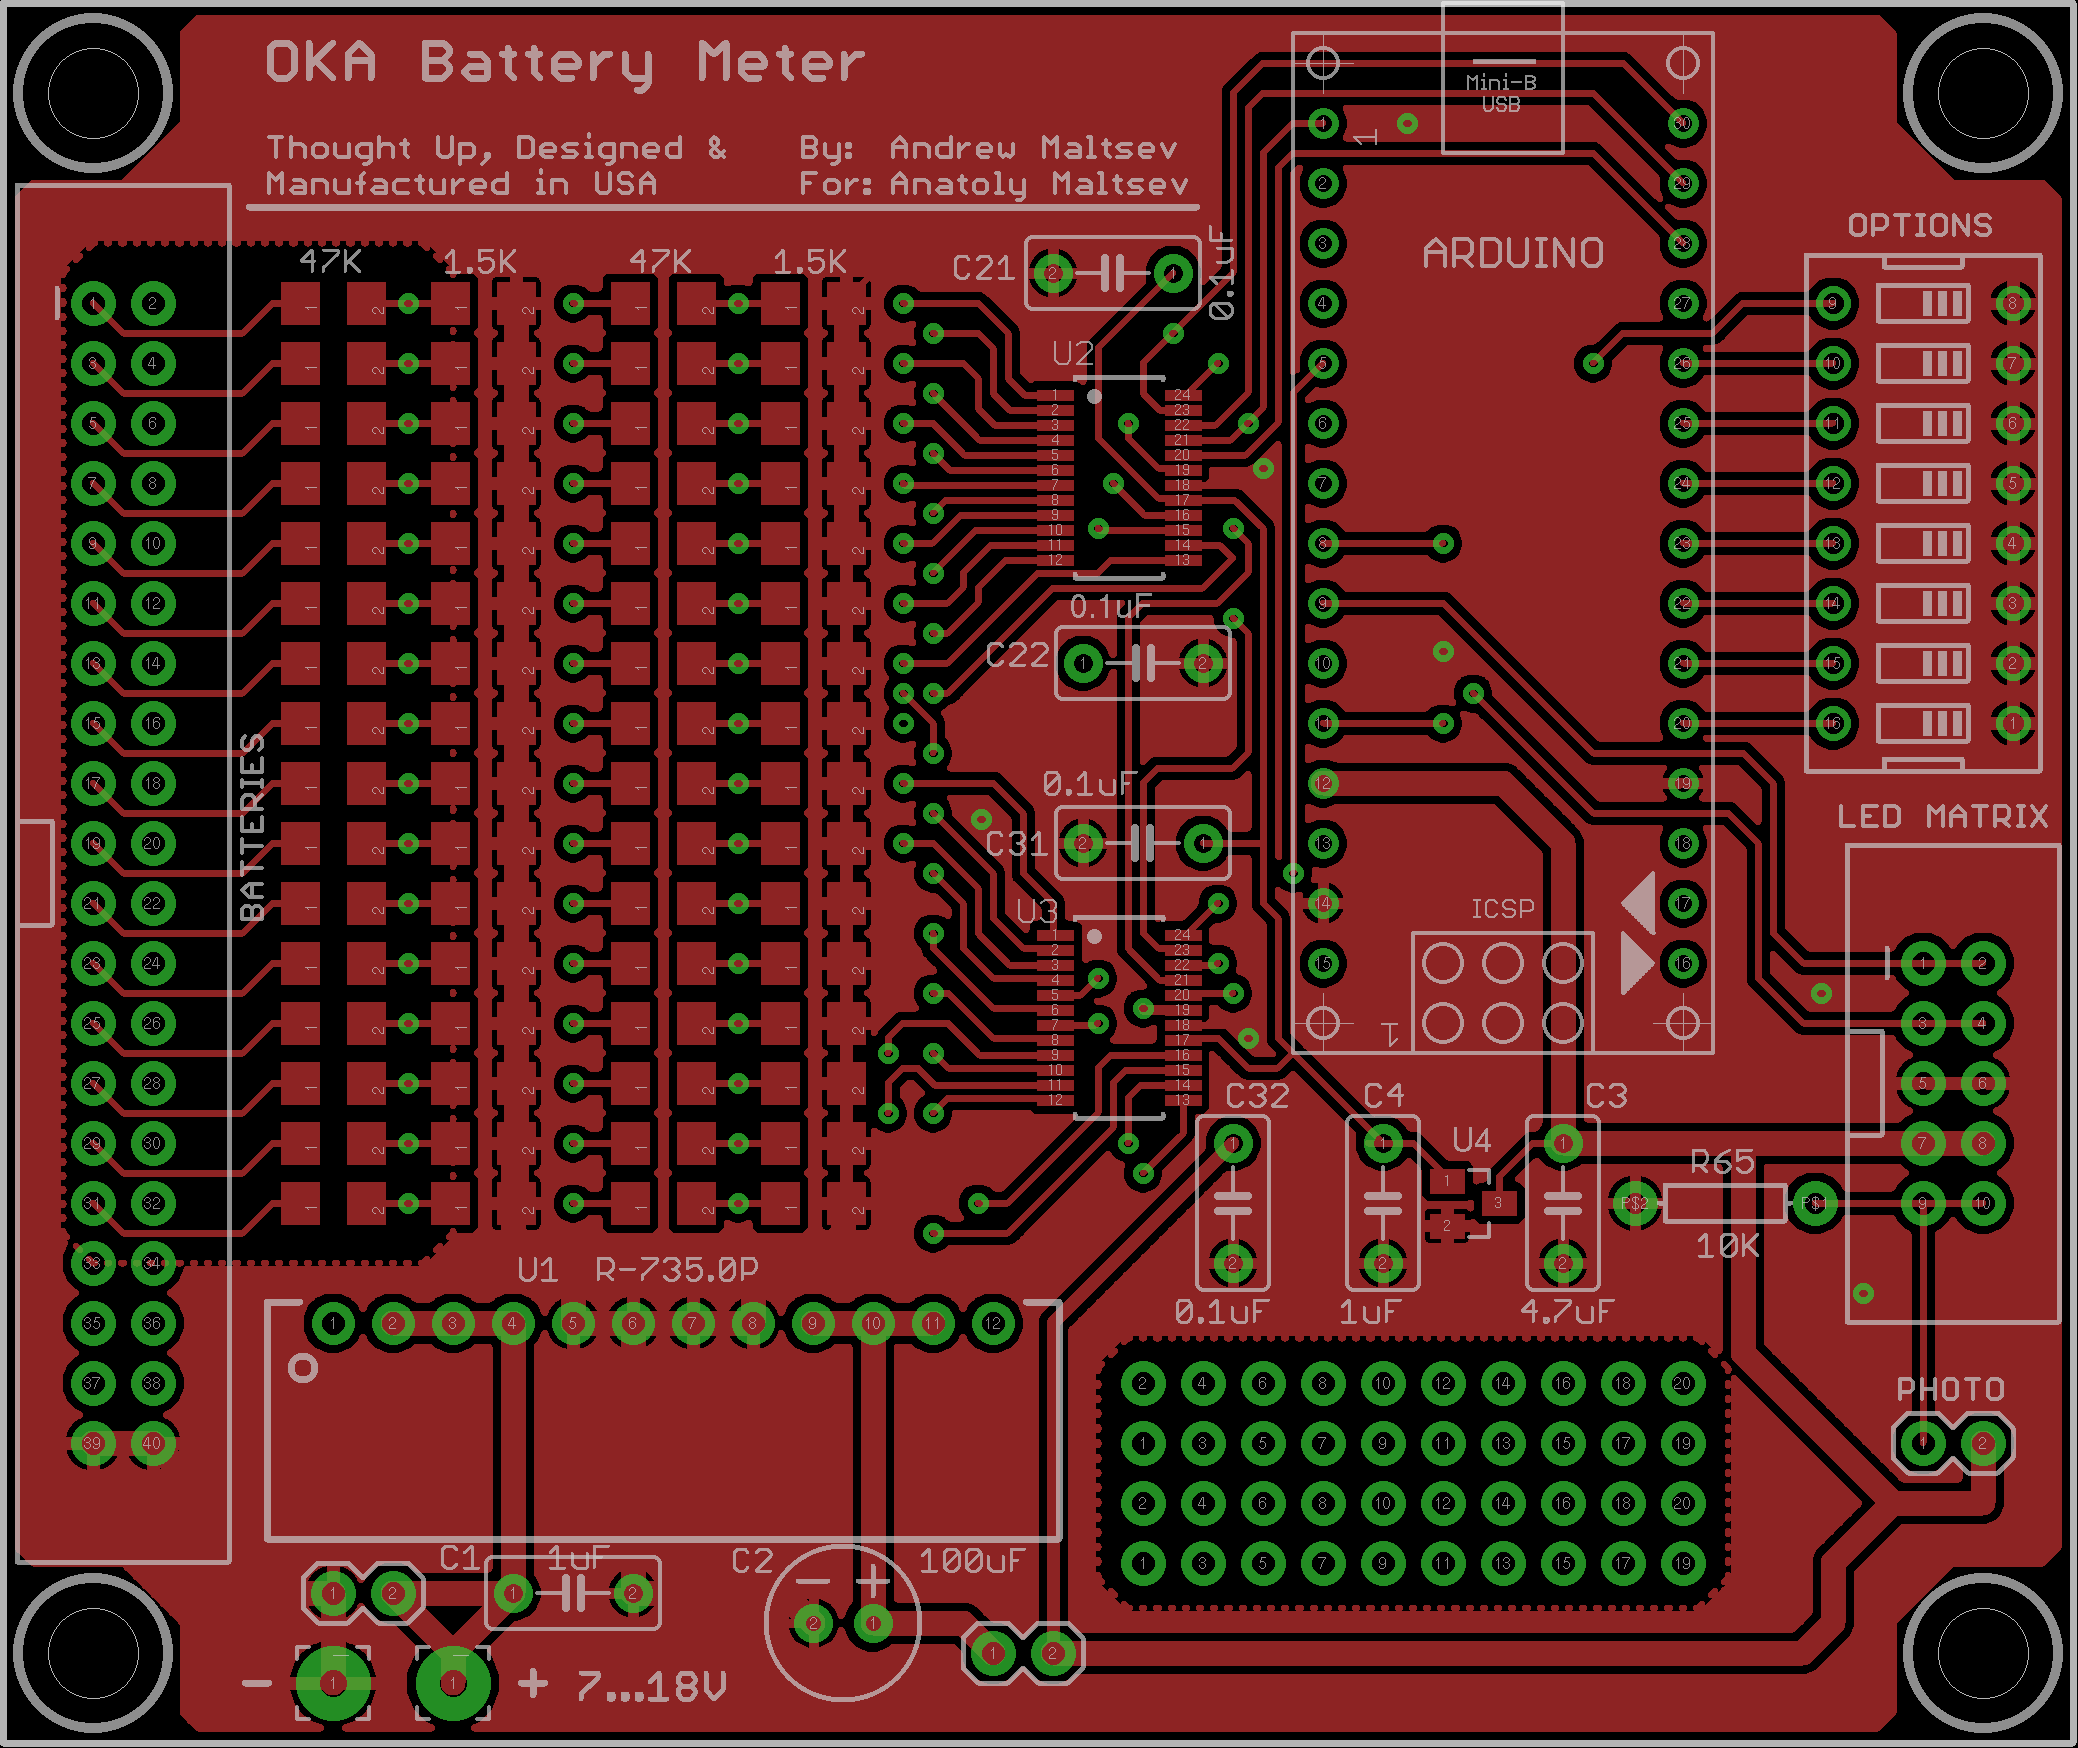 OKA Battery Meter
Thought Up, Designed &
Manufactured in USA
By: Andrew Maltsev
For: Anatoly Maltsev
Mini-B
USB
1
ARDUINO
OPTIONS
47K
1.5K
47K
1.5K
C21
0.1uF
U2
0.1uF
C22
0.1uF
C31
U3
BATTERIES
LED MATRIX
ICSP
1
C32
C4
C3
U4
R65
10K
0.1uF
1uF
4.7uF
U1 R-735.0P
PHOTO
C1
1uF
C2
100uF
- + 7...18V